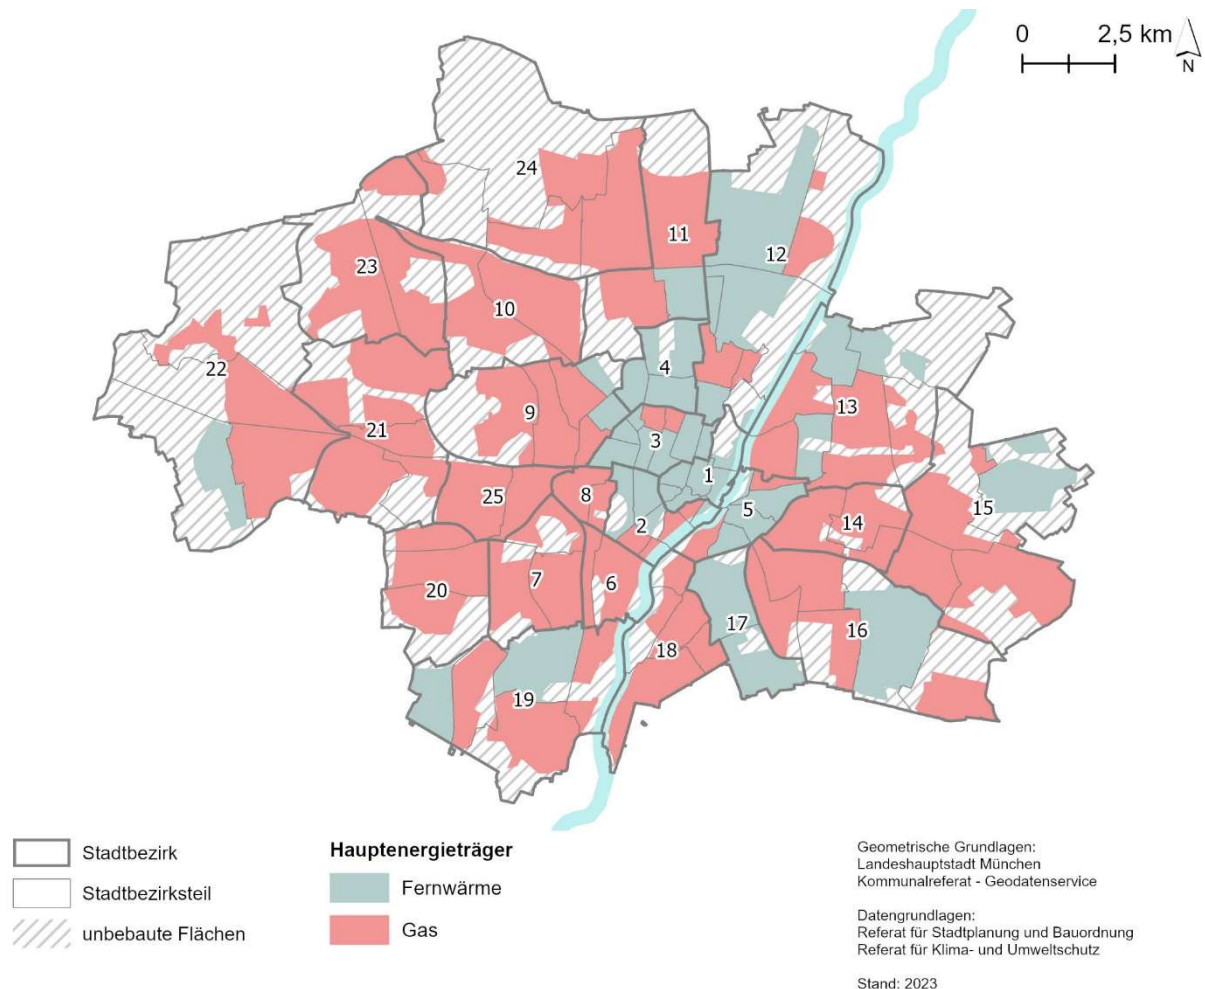 0 2,5 km
N
24
11
12
23
10
4
22
13
9
21
3
1
25
8
15
5
2
14
7
20
6
17
16
18
19
Stadtbezirk
Stadtbezirksteil
unbebaute Flächen
Hauptenergieträger
Fernwärme
Gas
Geometrische Grundlagen:
Landeshauptstadt München
Kommunalreferat - Geodatenservice
Datengrundlagen:
Referat für Stadtplanung und Bauordnung
Referat für Klima- und Umweltschutz
Stand: 2023